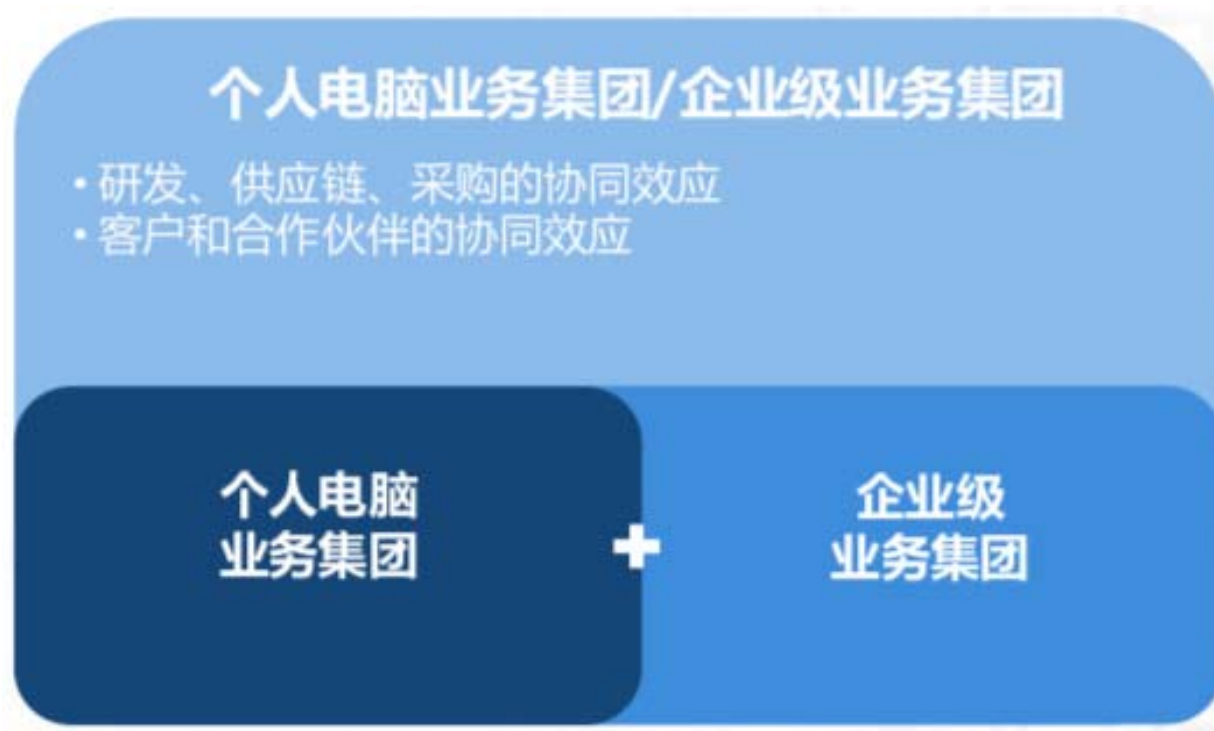 个人电脑业务集团/企业级业务集团
• 研发、供应链、采购的协同效应
• 客户和合作伙伴的协同效应
个人电脑
业务集团
+
企业级
业务集团